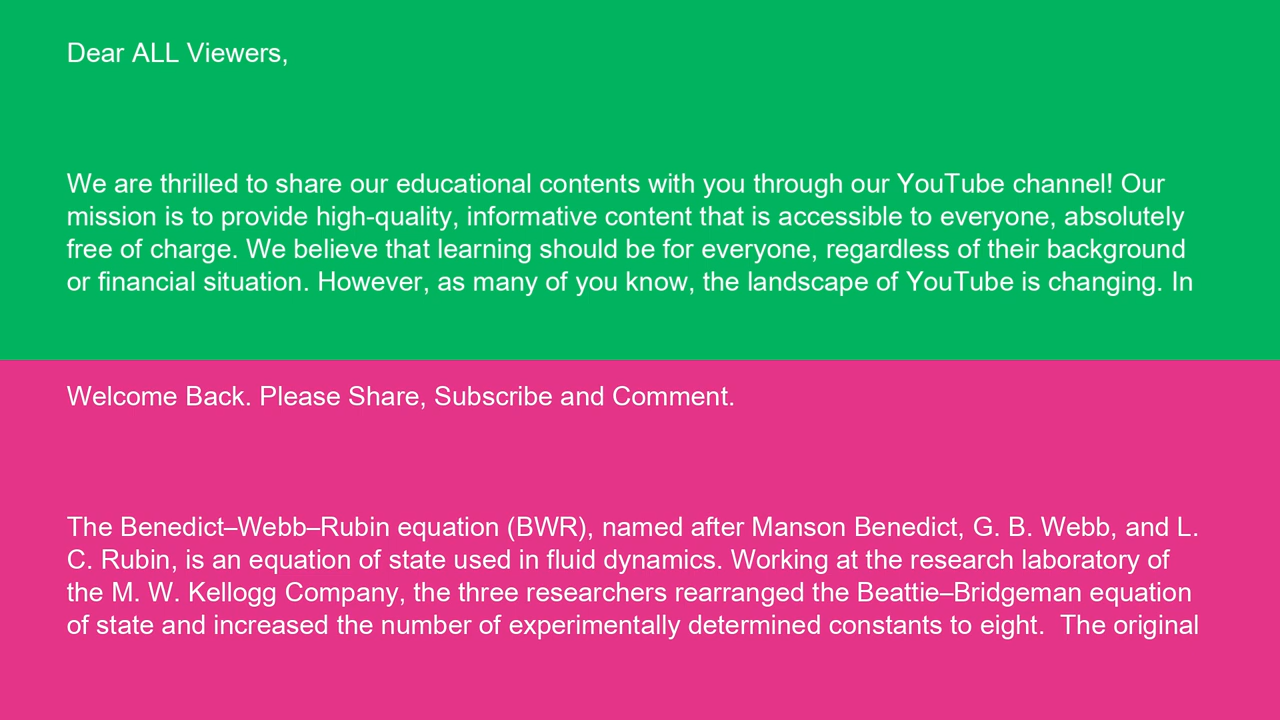 Dear ALL Viewers,
We are thrilled to share our educational contents with you through our YouTube channel! Our
mission is to provide high-quality, informative content that is accessible to everyone, absolutely
free of charge. We believe that learning should be for everyone, regardless of their background
or financial situation. However, as many of you know, the landscape of YouTube is changing. In
Welcome Back. Please Share, Subscribe and Comment.
The Benedict–Webb–Rubin equation (BWR), named after Manson Benedict, G. B. Webb, and L.
C. Rubin, is an equation of state used in fluid dynamics. Working at the research laboratory of
the M. W. Kellogg Company, the three researchers rearranged the Beattie–Bridgeman equation
of state and increased the number of experimentally determined constants to eight.  The original